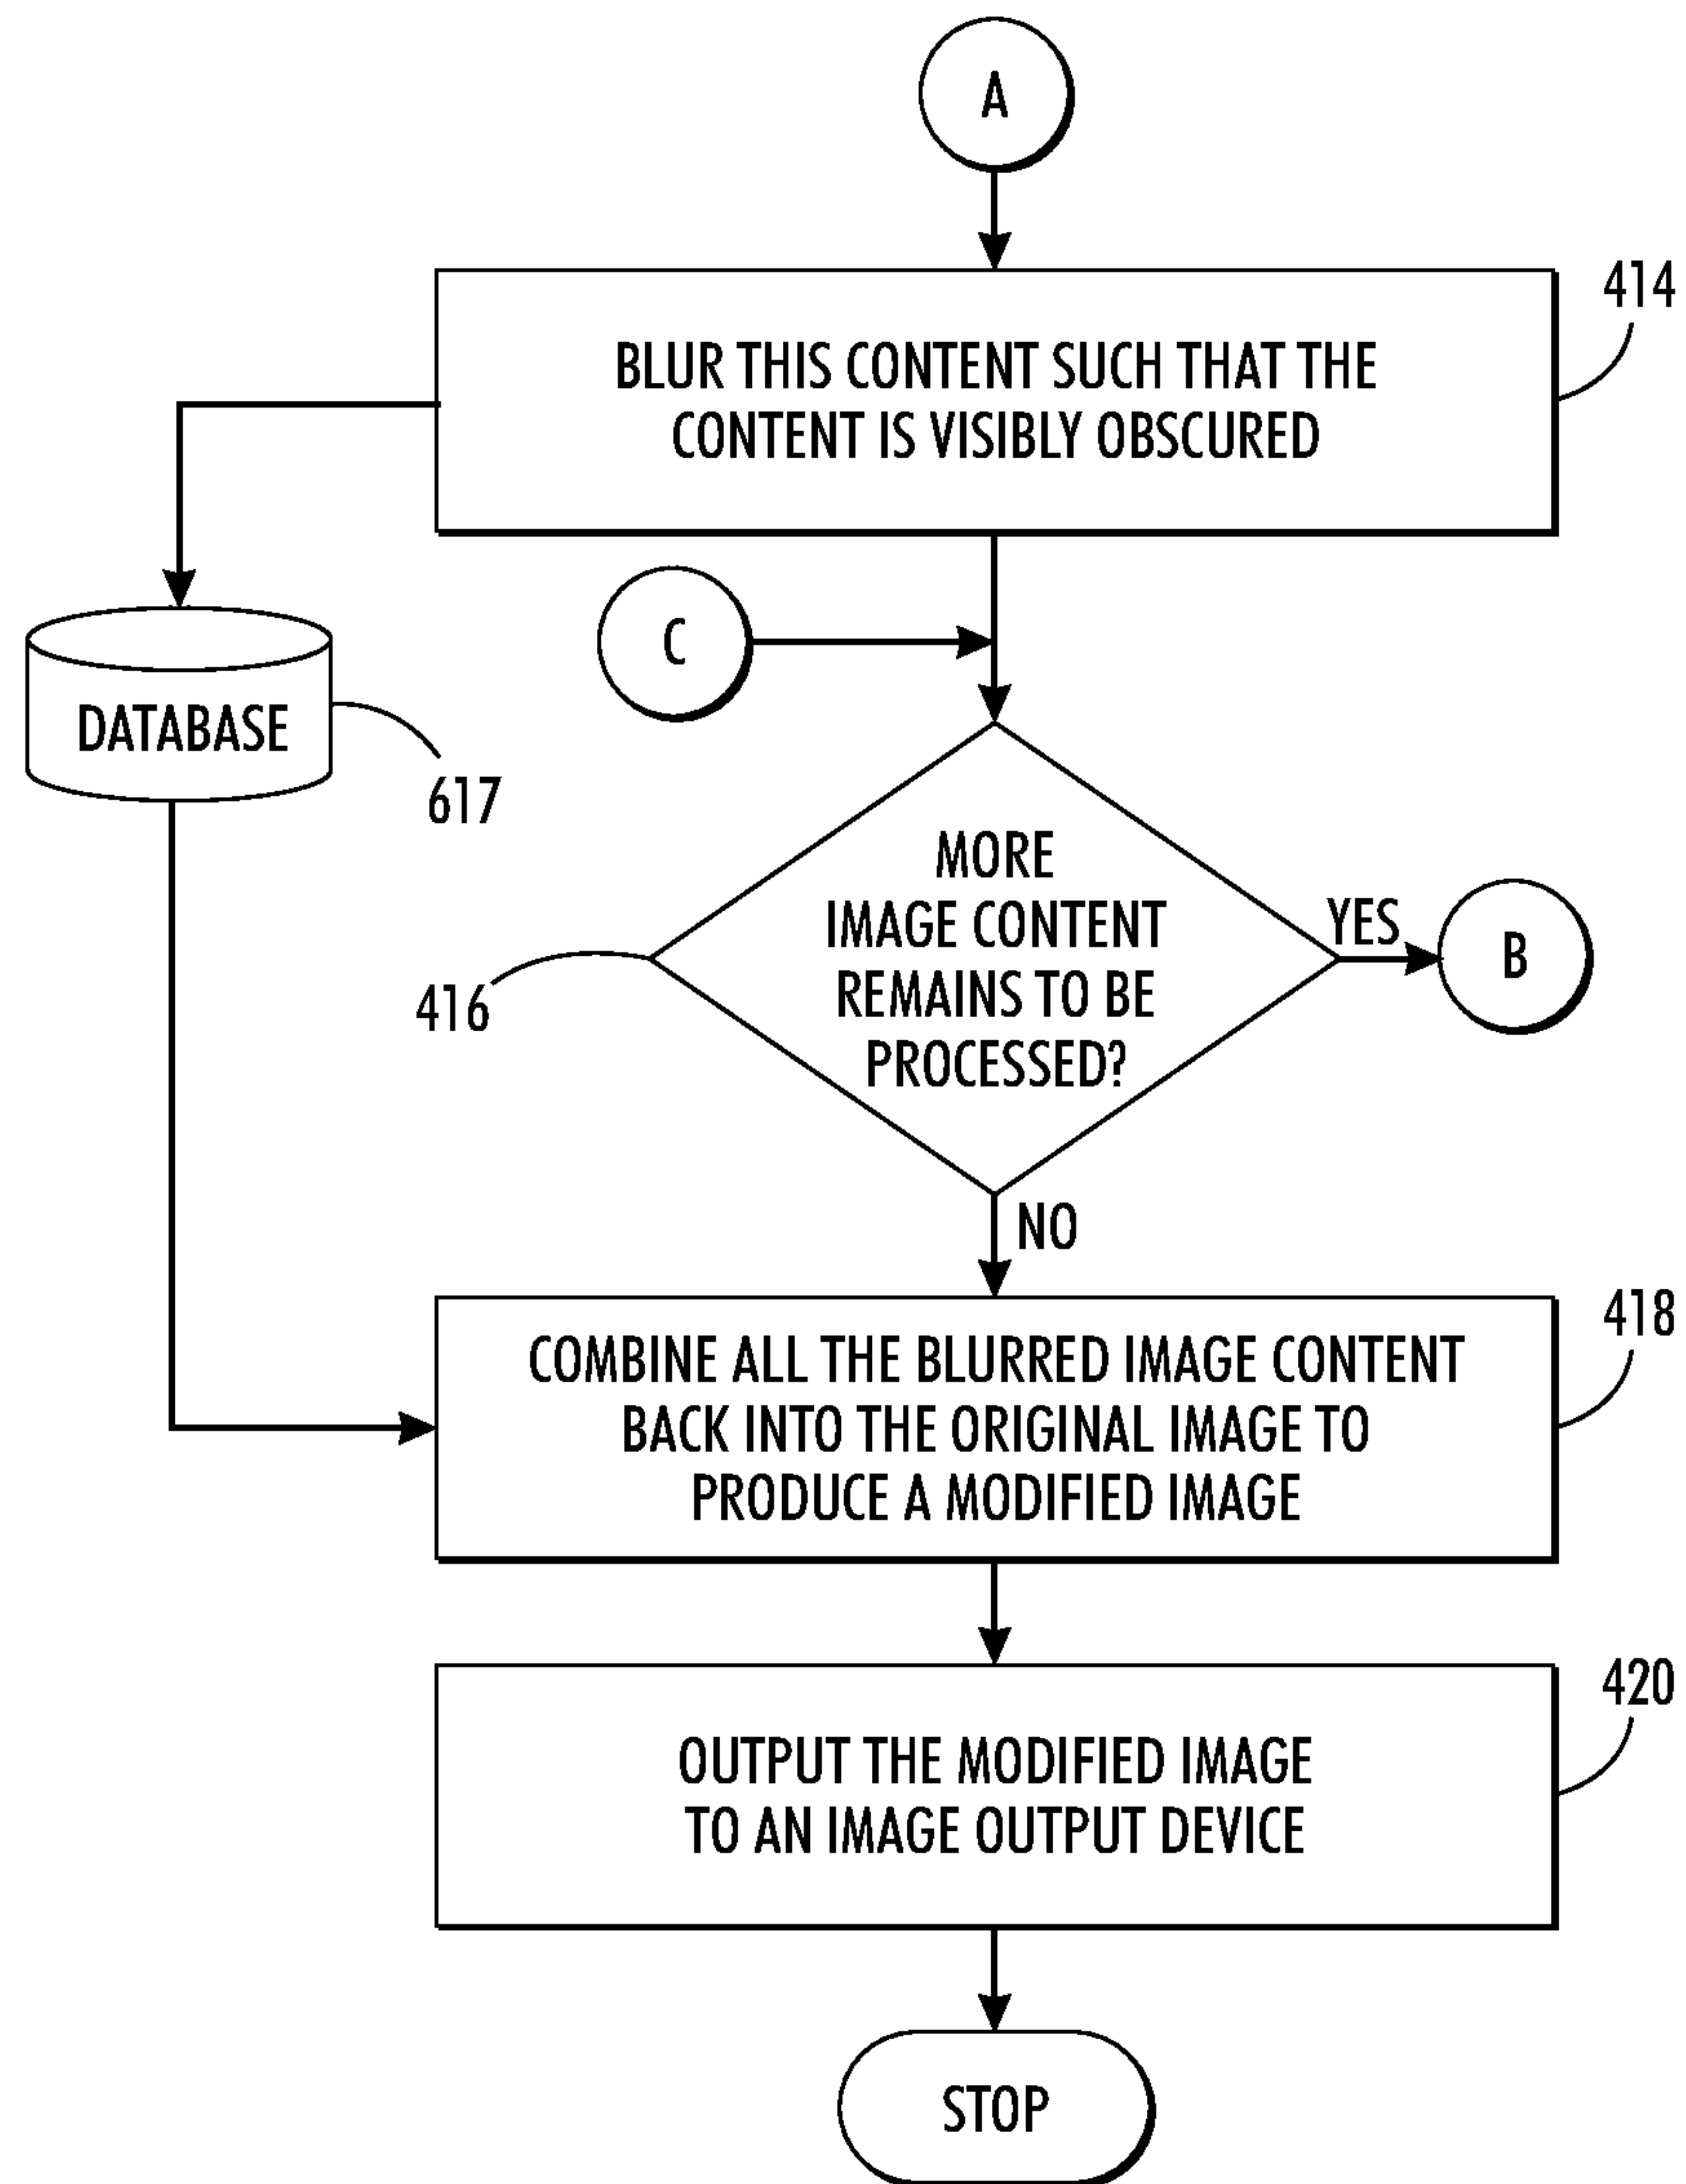 A
414
BLUR THIS CONTENT SUCH THAT THE
CONTENT IS VISIBLY OBSCURED
C
DATABASE
617
MORE
IMAGE CONTENT
REMAINS TO BE
PROCESSED?
YES
B
416
NO
418
COMBINE ALL THE BLURRED IMAGE CONTENT
BACK INTO THE ORIGINAL IMAGE TO
PRODUCE A MODIFIED IMAGE
420
OUTPUT THE MODIFIED IMAGE
TO AN IMAGE OUTPUT DEVICE
STOP